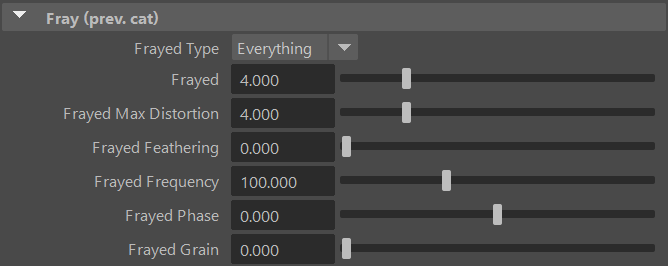 Fray (prev. cat)
Frayed Type Everything
Frayed 4.000
Frayed Max Distortion 4.000
Frayed Feathering 0.000
Frayed Frequency 100.000
Frayed Phase 0.000
Frayed Grain 0.000